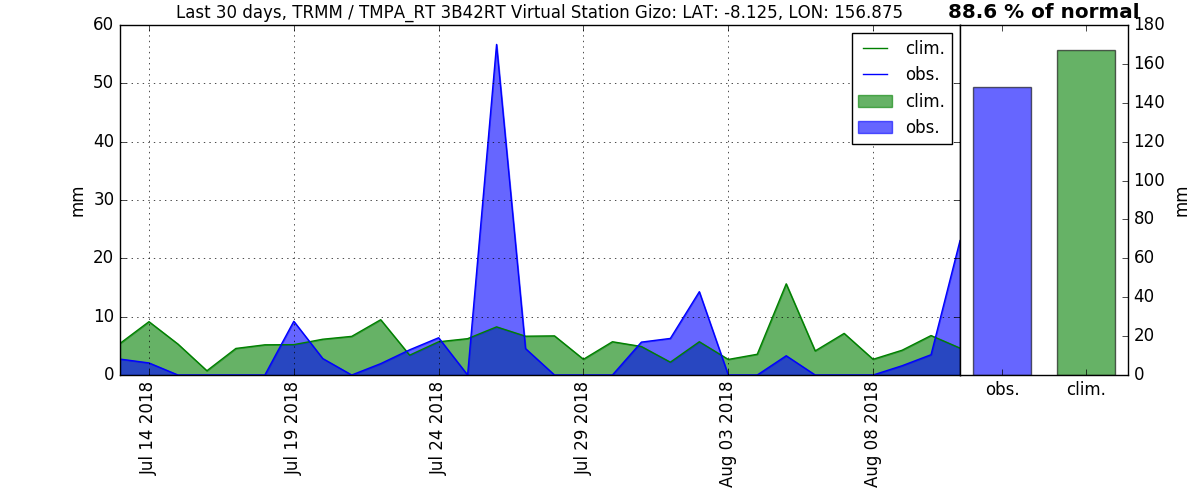 Last 30 days, TRMM / TMPA_RT 3B42RT Virtual Station Gizo: LAT: -8.125, LON: 156.875
88.6 % of normal
60
50
40
30
20
10
0
mm
clim.
obs.
clim.
obs.
Jul 14 2018
Jul 19 2018
Jul 24 2018
Jul 29 2018
Aug 03 2018
Aug 08 2018
180
160
140
120
100
80
60
40
20
0
mm
obs.
clim.